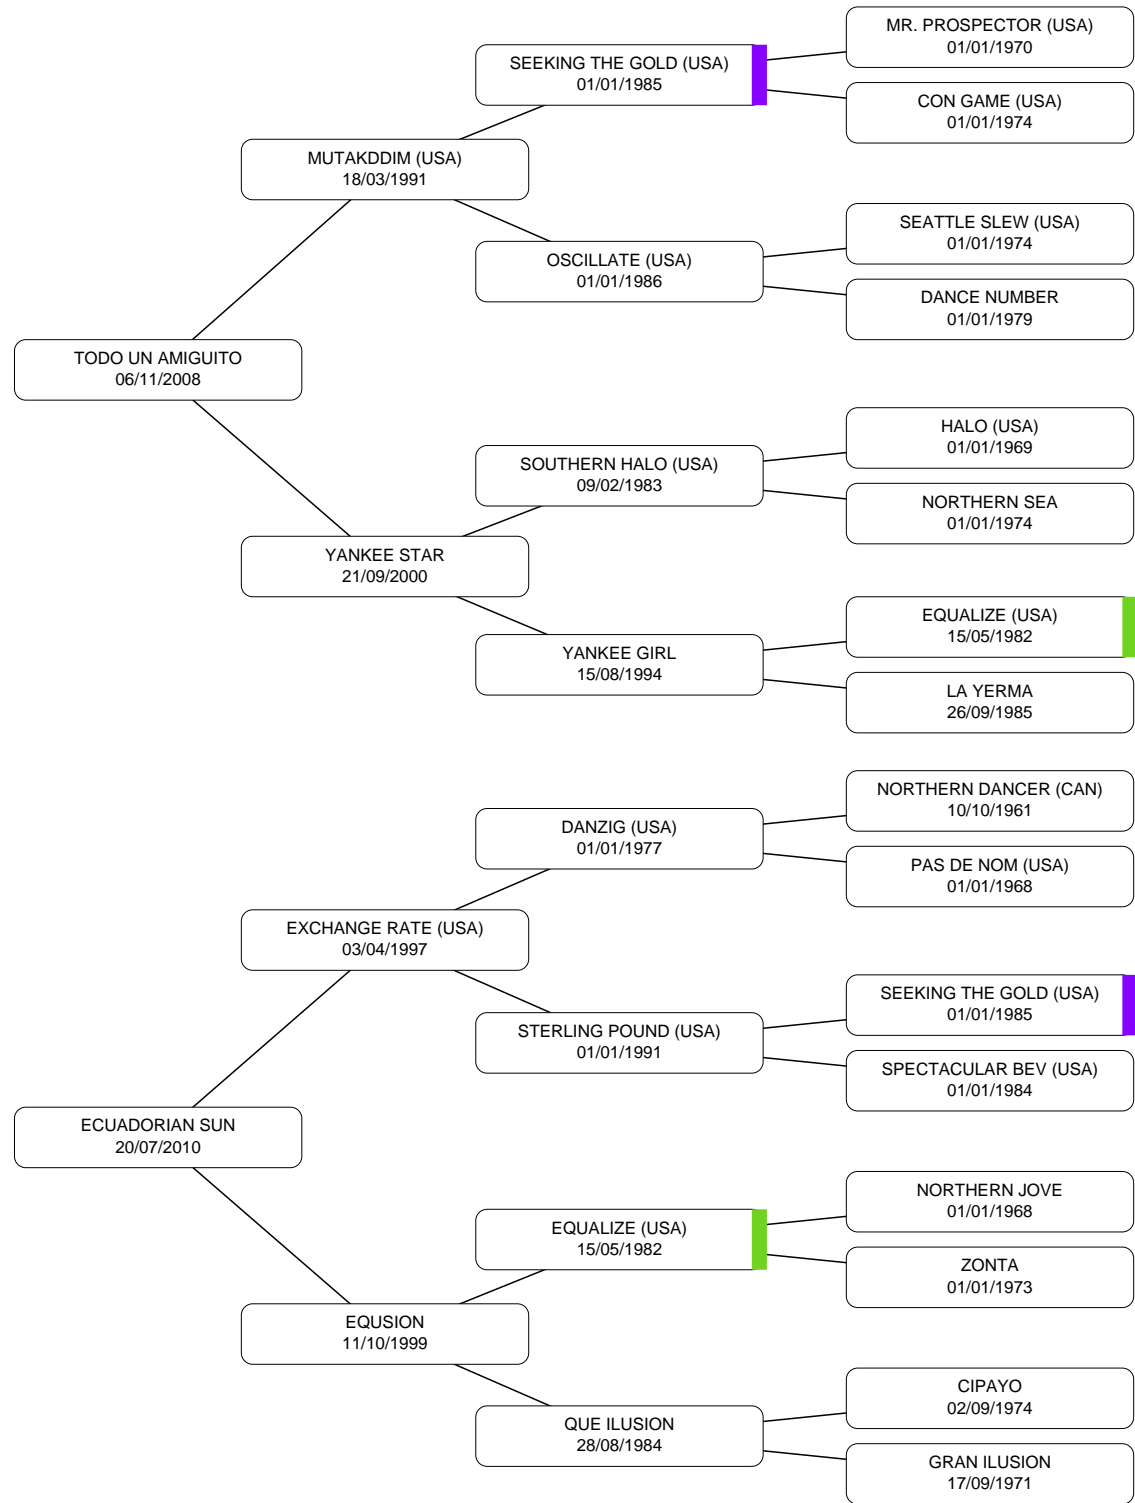 MR. PROSPECTOR (USA)
01/01/1970
SEEKING THE GOLD (USA)
01/01/1985
CON GAME (USA)
01/01/1974
MUTAKDDIM (USA)
18/03/1991
SEATTLE SLEW (USA)
01/01/1974
OSCILLATE (USA)
01/01/1986
DANCE NUMBER
01/01/1979
TODO UN AMIGUITO
06/11/2008
HALO (USA)
01/01/1969
SOUTHERN HALO (USA)
09/02/1983
NORTHERN SEA
01/01/1974
YANKEE STAR
21/09/2000
EQUALIZE (USA)
15/05/1982
YANKEE GIRL
15/08/1994
LA YERMA
26/09/1985
NORTHERN DANCER (CAN)
10/10/1961
DANZIG (USA)
01/01/1977
PAS DE NOM (USA)
01/01/1968
EXCHANGE RATE (USA)
03/04/1997
SEEKING THE GOLD (USA)
01/01/1985
STERLING POUND (USA)
01/01/1991
SPECTACULAR BEV (USA)
01/01/1984
ECUADORIAN SUN
20/07/2010
NORTHERN JOVE
01/01/1968
EQUALIZE (USA)
15/05/1982
ZONTA
01/01/1973
EQUSION
11/10/1999
CIPAYO
02/09/1974
QUE ILUSION
28/08/1984
GRAN ILUSION
17/09/1971